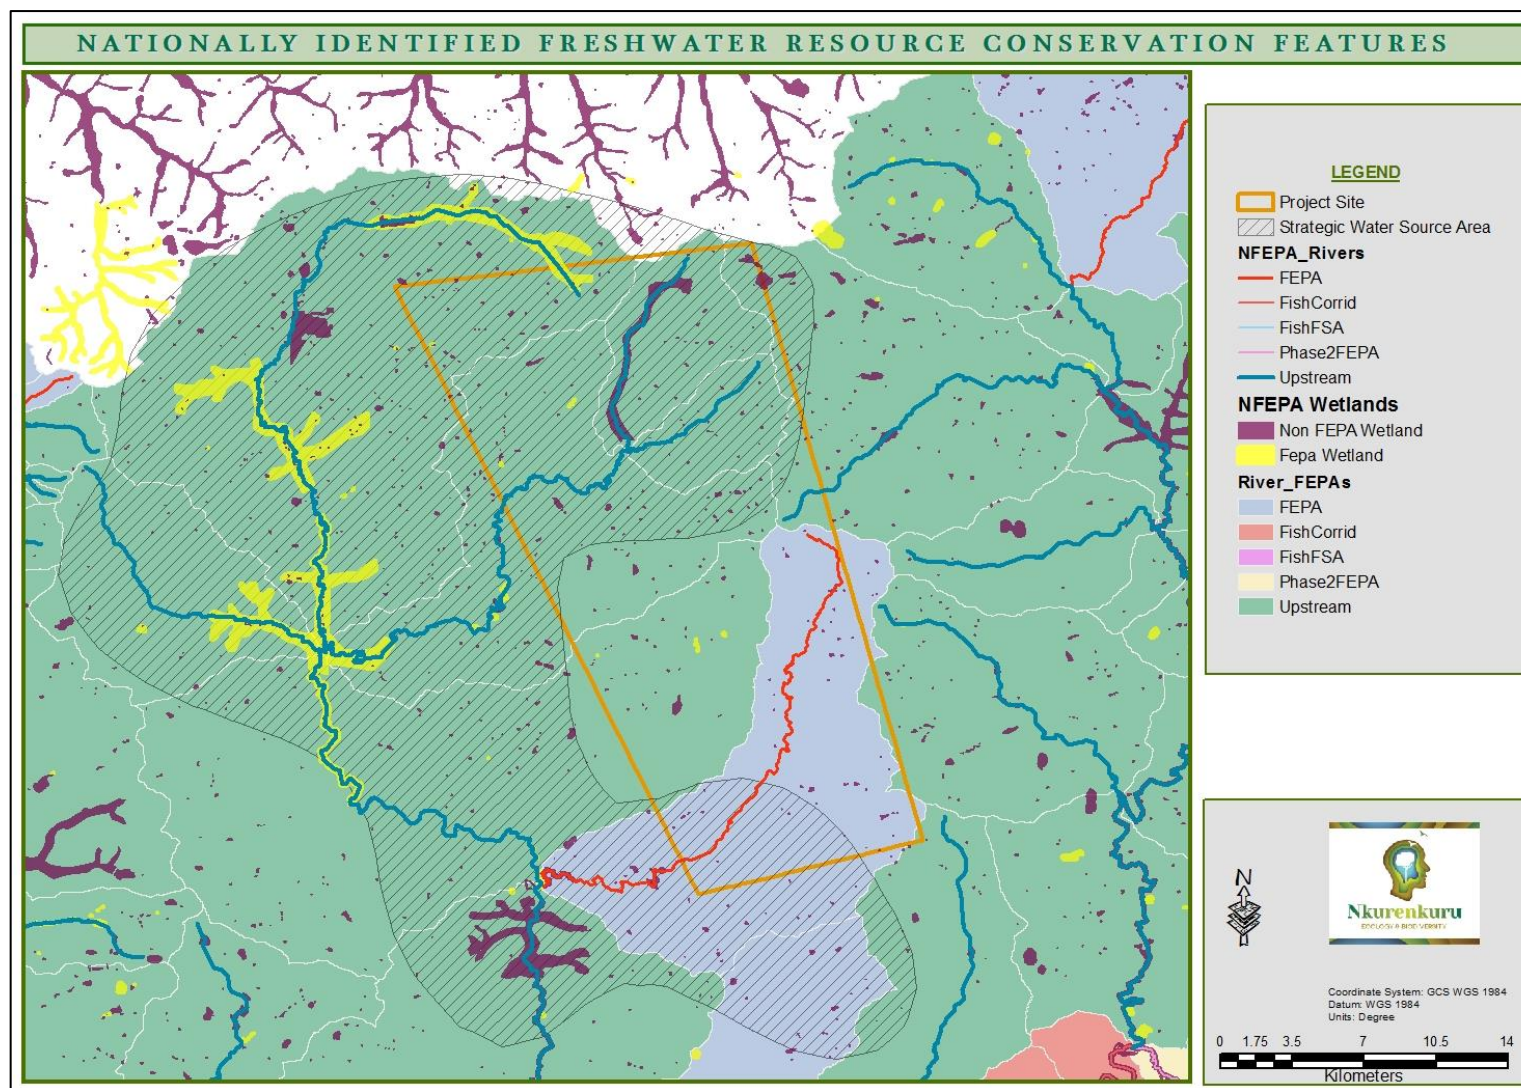 NATIONALLY IDENTIFIED FRESHWATER RESOURCE CONSERVATION FEATURES
LEGEND
Project Site
Strategic Water Source Area
NFEPA_Rivers
FEPA
FishCorrid
FishFSA
Phase2FEPA
Upstream
NFEPA Wetlands
Non FEPA Wetland
Fepa Wetland
River_FEPAs
FEPA
FishCorrid
FishFSA
Phase2FEPA
Upstream
N
Nkurenkuru
ECOLOGY & BIODIVERSITY
Coordinate System: GCS WGS 1984
Datum: WGS 1984
Units: Degree
0 1.75 3.5 7 10.5 14
Kilometers